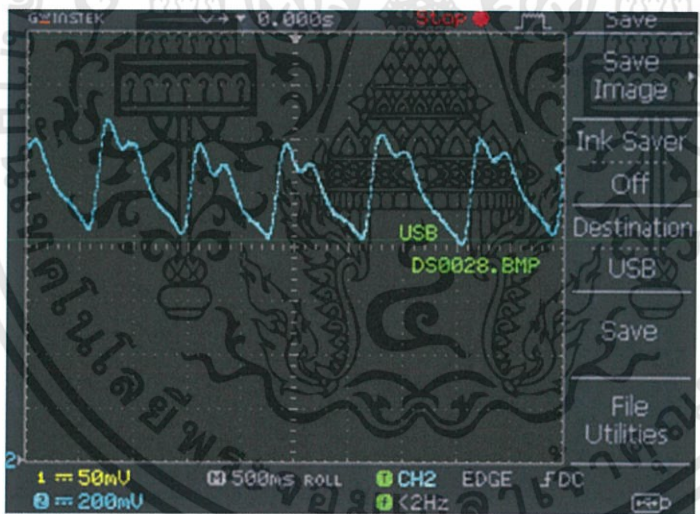 GWINSTEK 0.000s Stop Save
Save
Image
Ink Saver
Off
Destination
USB
Save
File
Utilities
USB
DS0028.BMP
2
1 50mV M 500ms ROLL T CH2 EDGE DC
2 200mV f <2Hz